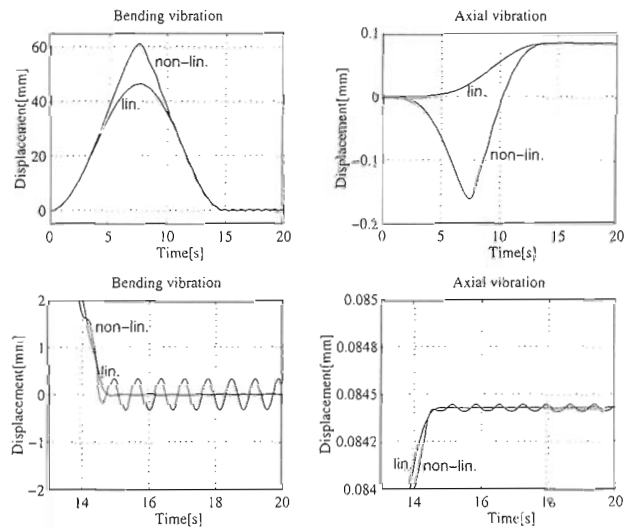 Bending vibration
Displacement[mm]
60
40
20
0
non-lin.
lin.
0
5
10
15
20
Time[s]
Axial vibration
Displacement[mm]
0.1
0
-0.1
-0.2
lin.
non-lin.
0
5
10
15
20
Time[s]
Bending vibration
Displacement[mm]
2
1
0
-1
-2
non-lin.
lin.
14
16
18
20
Time[s]
Axial vibration
Displacement[mm]
0.085
0.0848
0.0845
0.0842
0.084
lin.
non-lin.
14
16
18
20
Time[s]